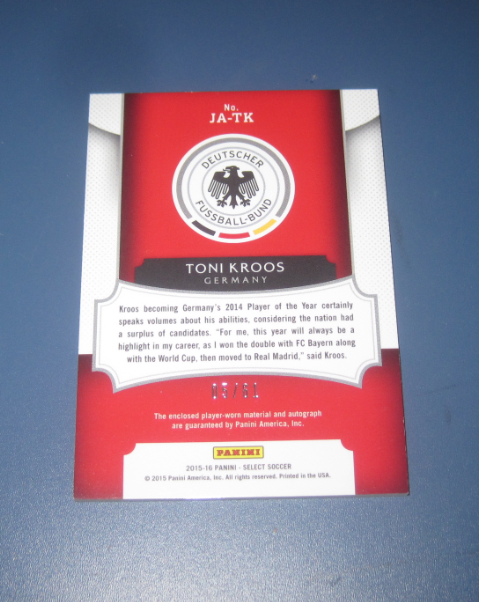 No.
JA-TK
DEUTSCHER
FUSSBALL-BUND
TONI KROOS
GERMANY
Kroos becoming Germany's 2014 Player of the Year certainly
speaks volumes about his abilities, considering the nation had
a surplus of candidates. "For me, this year will always be a
highlight in my career, as I won the double with FC Bayern along
with the World Cup, then moved to Real Madrid." said Kroos.
The enclosed player-worn material and autograph
are guaranteed by Panini America, Inc.
PANINI
2015-16 PANINI - SELECT SOCCER
© 2015 Panini America, Inc. All rights reserved. Printed in the USA.